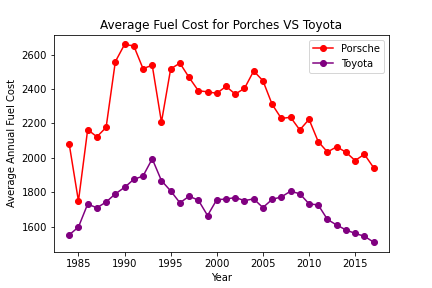 Average Fuel Cost for Porches VS Toyota
Porsche
Toyota
Average Annual Fuel Cost
2600
2400
2200
2000
1800
1600
1985 1990 1995 2000 2005 2010 2015
Year